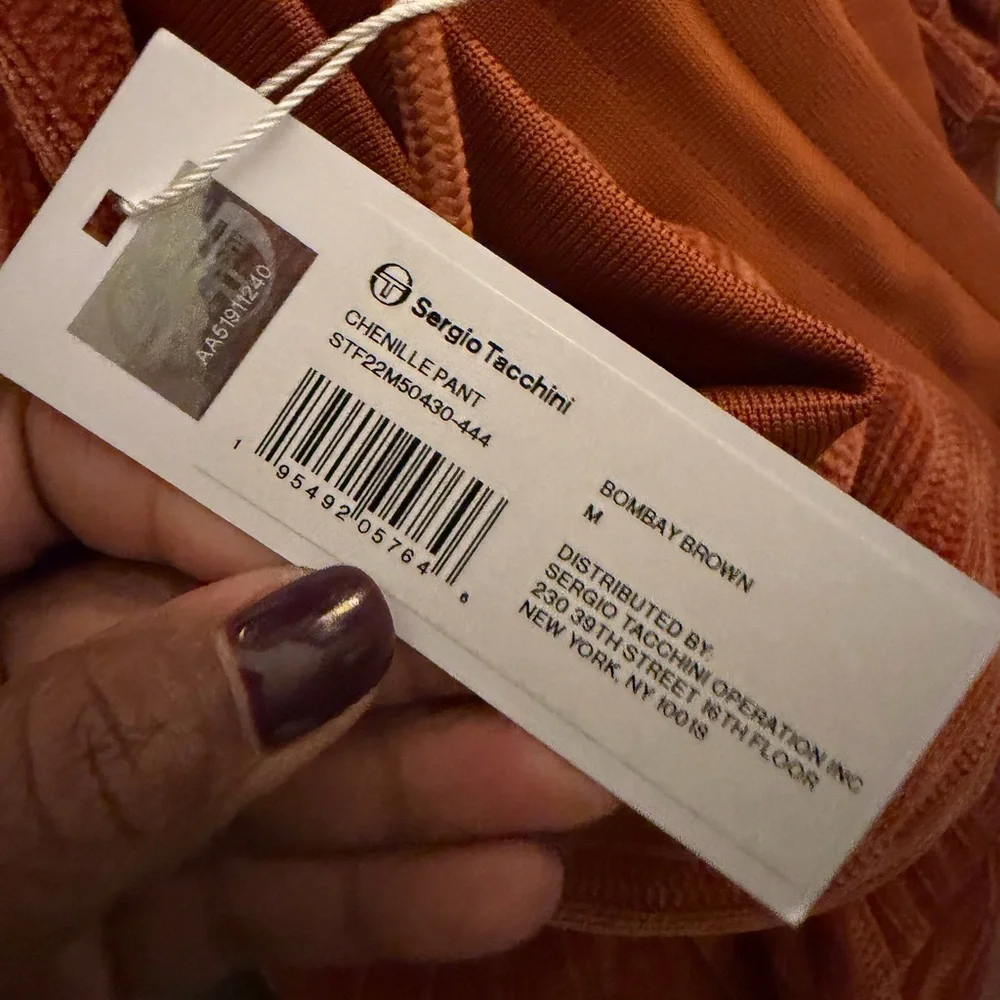 AA51911240
Sergio Tacchini
CHENILLE PANT
STF22M50430-444
1 95492 05764 6
BOMBAY BROWN
M
DISTRIBUTED BY:
SERGIO TACCHINI OPERATION INC
230 39TH STREET 16TH FLOOR
NEW YORK, NY 10018